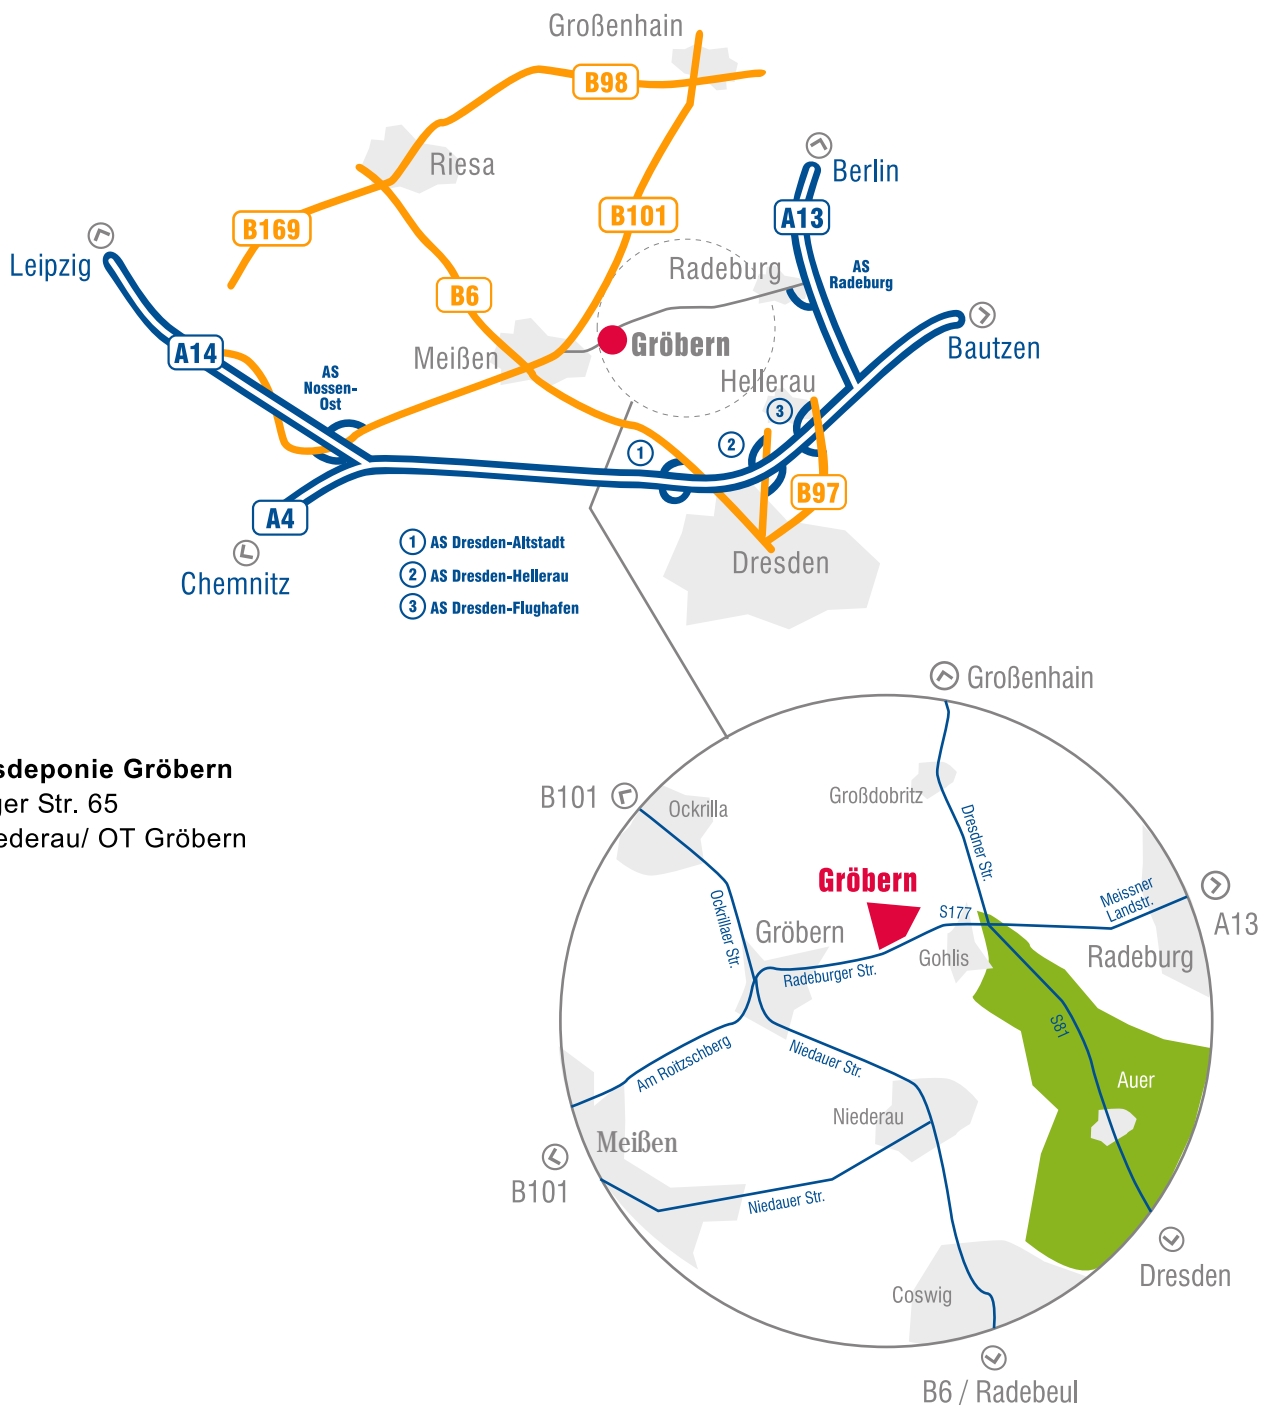 Großenhain
B98
Riesa
Berlin
B169
B101
A13
Leipzig
Radeburg
AS
Radeburg
B6
A14
Meißen
Gröbern
Bautzen
AS
Nossen-
Ost
Hellerau
3
2
1
B97
A4
Chemnitz
Dresden
1 AS Dresden-Altstadt
2 AS Dresden-Hellerau
3 AS Dresden-Flughafen
sdeponie Gröbern
ger Str. 65
ederau/ OT Gröbern
Großenhain
B101
Ockrilla
Großdobritz
Dresdner Str.
Gröbern
Meissner
Landstr.
A13
S177
Ockrillaer Str.
Gröbern
Gohlis
Radeburg
Radeburger Str.
S81
Am Roitzschberg
Niedauer Str.
Auer
Niederau
Meißen
B101
Niedauer Str.
Dresden
Coswig
B6 / Radebeul